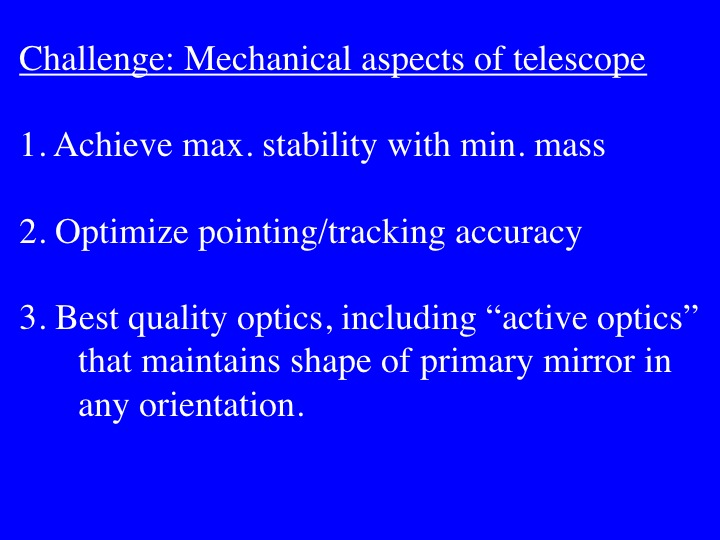 Challenge: Mechanical aspects of telescope
1. Achieve max. stability with min. mass
2. Optimize pointing/tracking accuracy
3. Best quality optics, including “active optics”
that maintains shape of primary mirror in
any orientation.